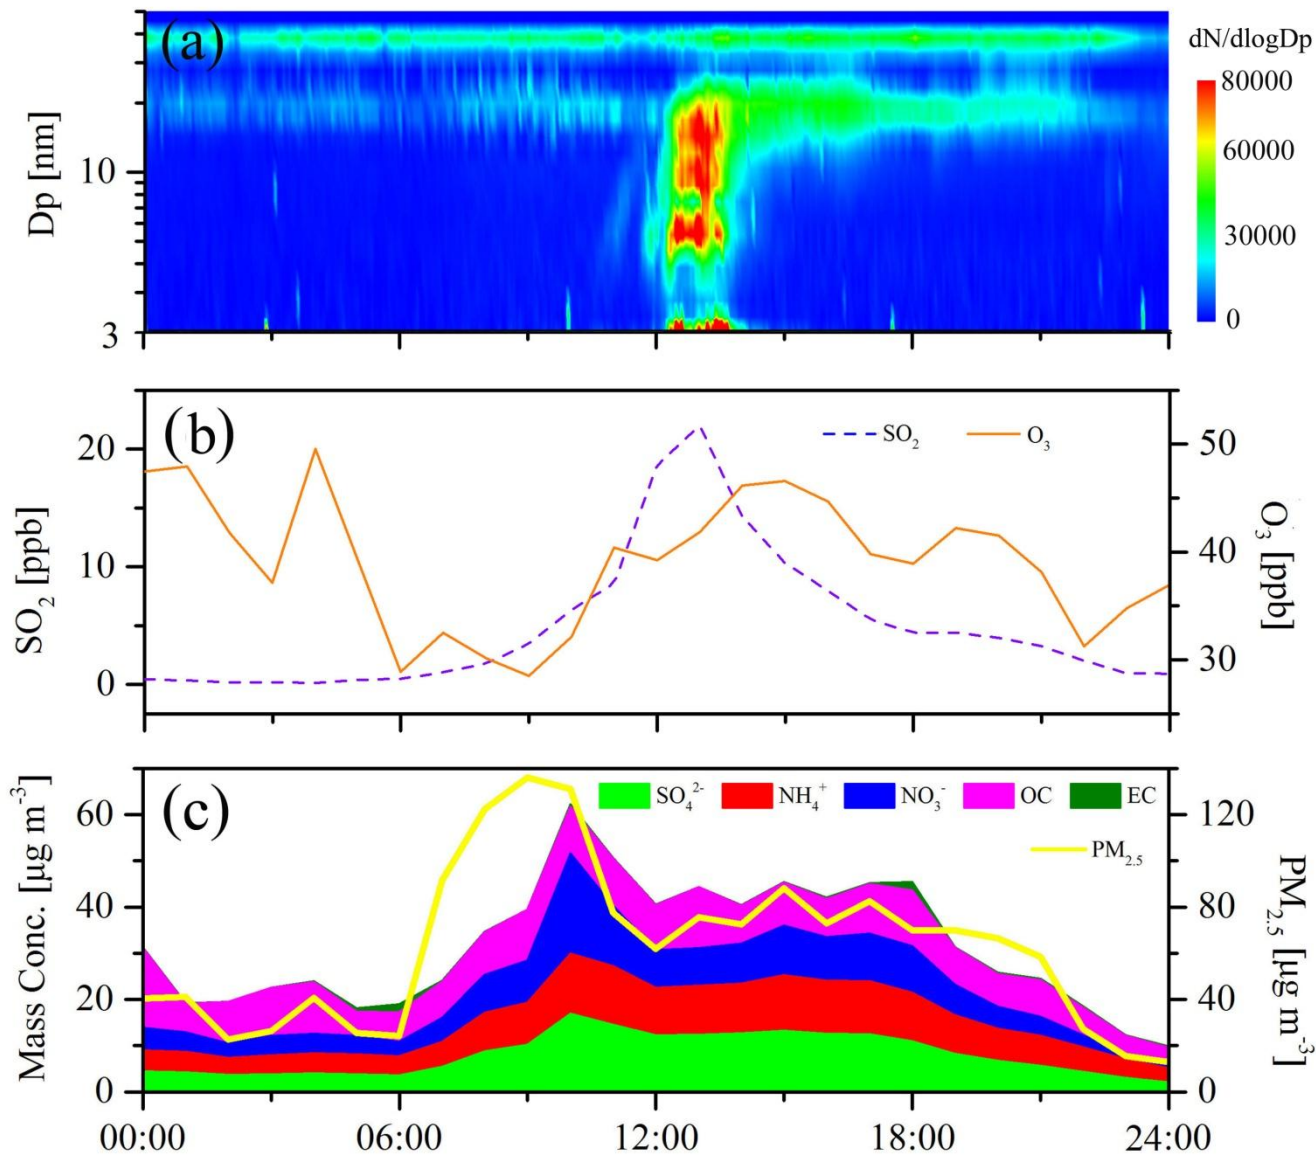 (a)
dN/dlogDp
80000
60000
30000
0
Dp [nm]
10
3
(b)
SO₂
O₃
20
10
0
SO₂ [ppb]
50
40
30
O₃ [ppb]
(c)
SO₄²⁻
NH₄⁺
NO₃⁻
OC
EC
PM₂.₅
60
40
20
0
Mass Conc. [µg m⁻³]
120
80
40
0
PM₂.₅ [µg m⁻³]
00:00
06:00
12:00
18:00
24:00